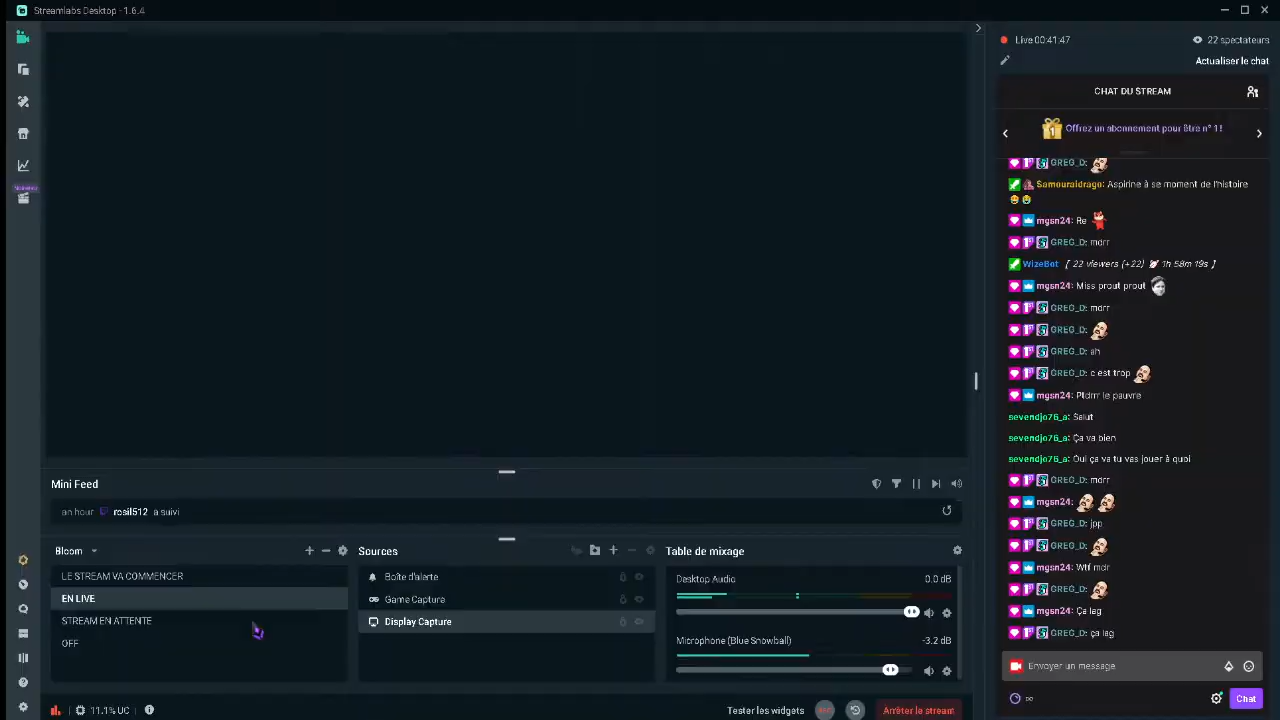 Streamlabs Desktop - 1.6.4
Live 00:41:47
22 spectateurs
Actualiser le chat
CHAT DU STREAM
Offrez un abonnement pour être n° 1 !
Nouveau
GREG_D:
Samouraidrago: Aspirine à se moment de l'histoire
mgsn24: Re
GREG_D: mdrr
WizeBot [ 22 viewers (+22) 1h 58m 19s ]
mgsn24: Miss prout prout
GREG_D: mdrr
GREG_D:
GREG_D: ah
GREG_D: c est trop
mgsn24: Ptdrrr le pauvre
sevendjo76_a: Salut
sevendjo76_a: Ça va bien
sevendjo76_a: Oui ça va tu vas jouer à quoi
GREG_D: mdrr
mgsn24:
GREG_D: jpp
GREG_D:
mgsn24: Wtf mdr
GREG_D:
mgsn24: Ça lag
GREG_D: ça lag
Envoyer un message
Chat
Mini Feed
an hour rosil512 a suivi
Bloom
LE STREAM VA COMMENCER
EN LIVE
STREAM EN ATTENTE
OFF
Sources
Boîte d'alerte
Game Capture
Display Capture
Table de mixage
Desktop Audio 0.0 dB
Microphone (Blue Snowball) -3.2 dB
11.1% UC
Tester les widgets
REC
Arrêter le stream